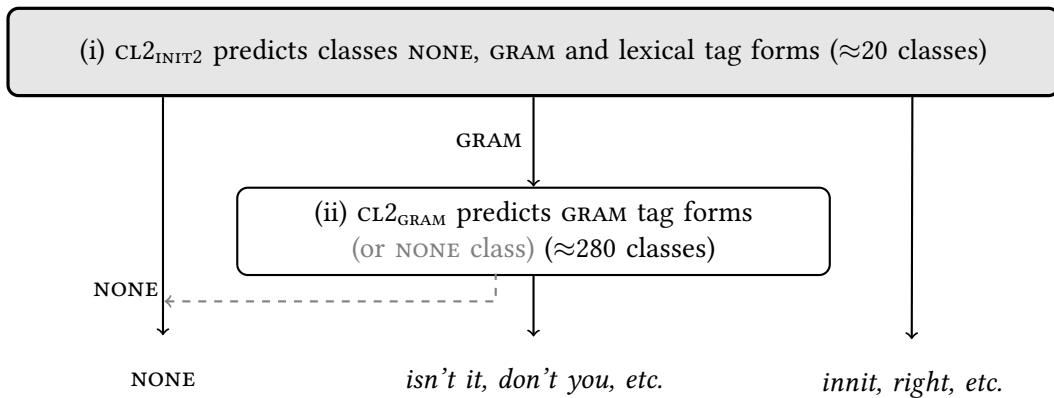 (i) CL2INIT2 predicts classes NONE, GRAM and lexical tag forms (≈20 classes)
GRAM
(ii) CL2GRAM predicts GRAM tag forms
(or NONE class) (≈280 classes)
NONE
NONE
isn't it, don't you, etc.
innit, right, etc.